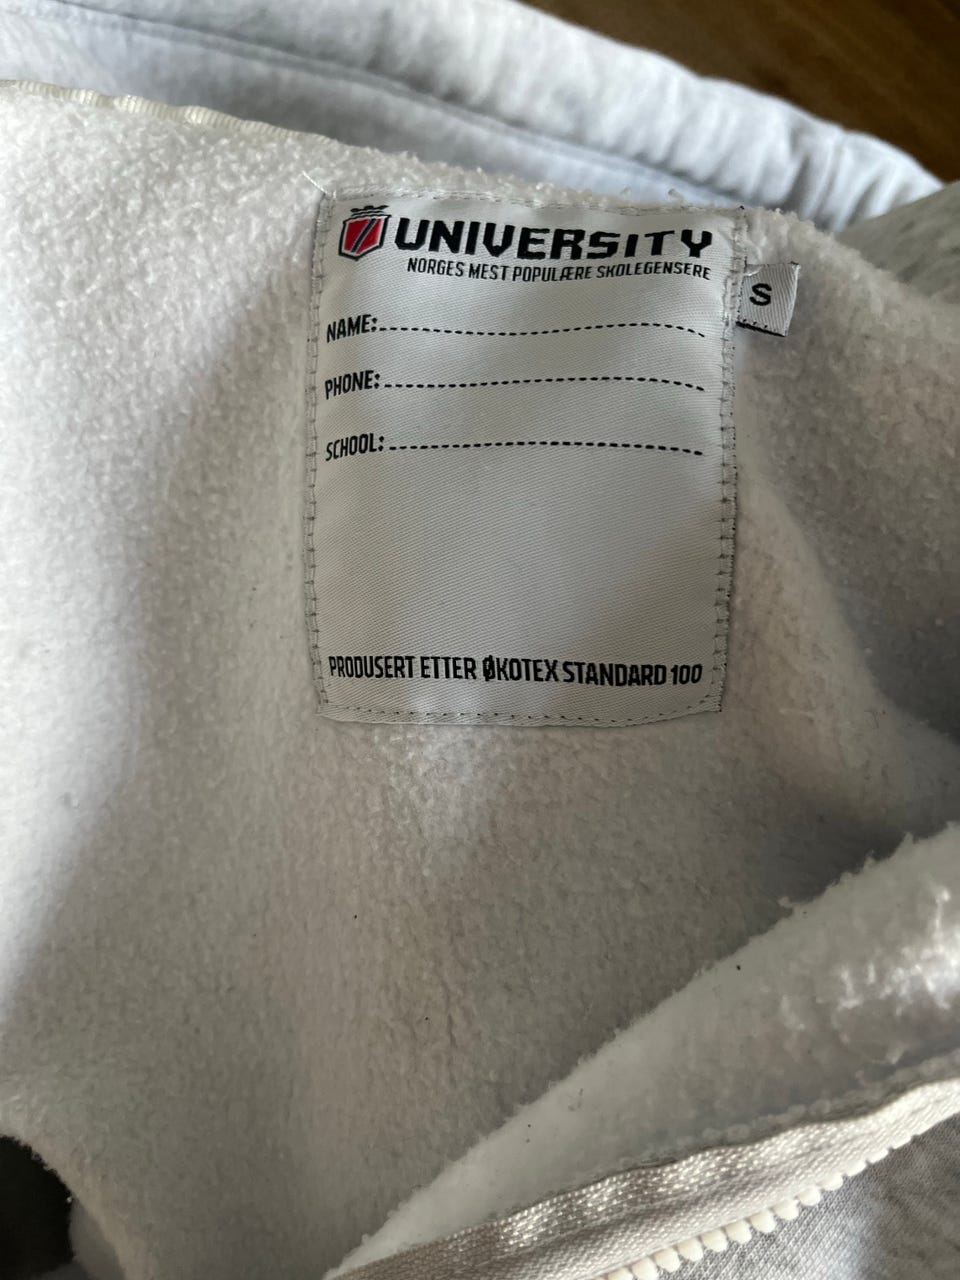 UNIVERSITY
NORGES MEST POPULÆRE SKOLEGENSERE
S
NAME:
PHONE:
SCHOOL:
PRODUSERT ETTER ØKOTEX STANDARD 100